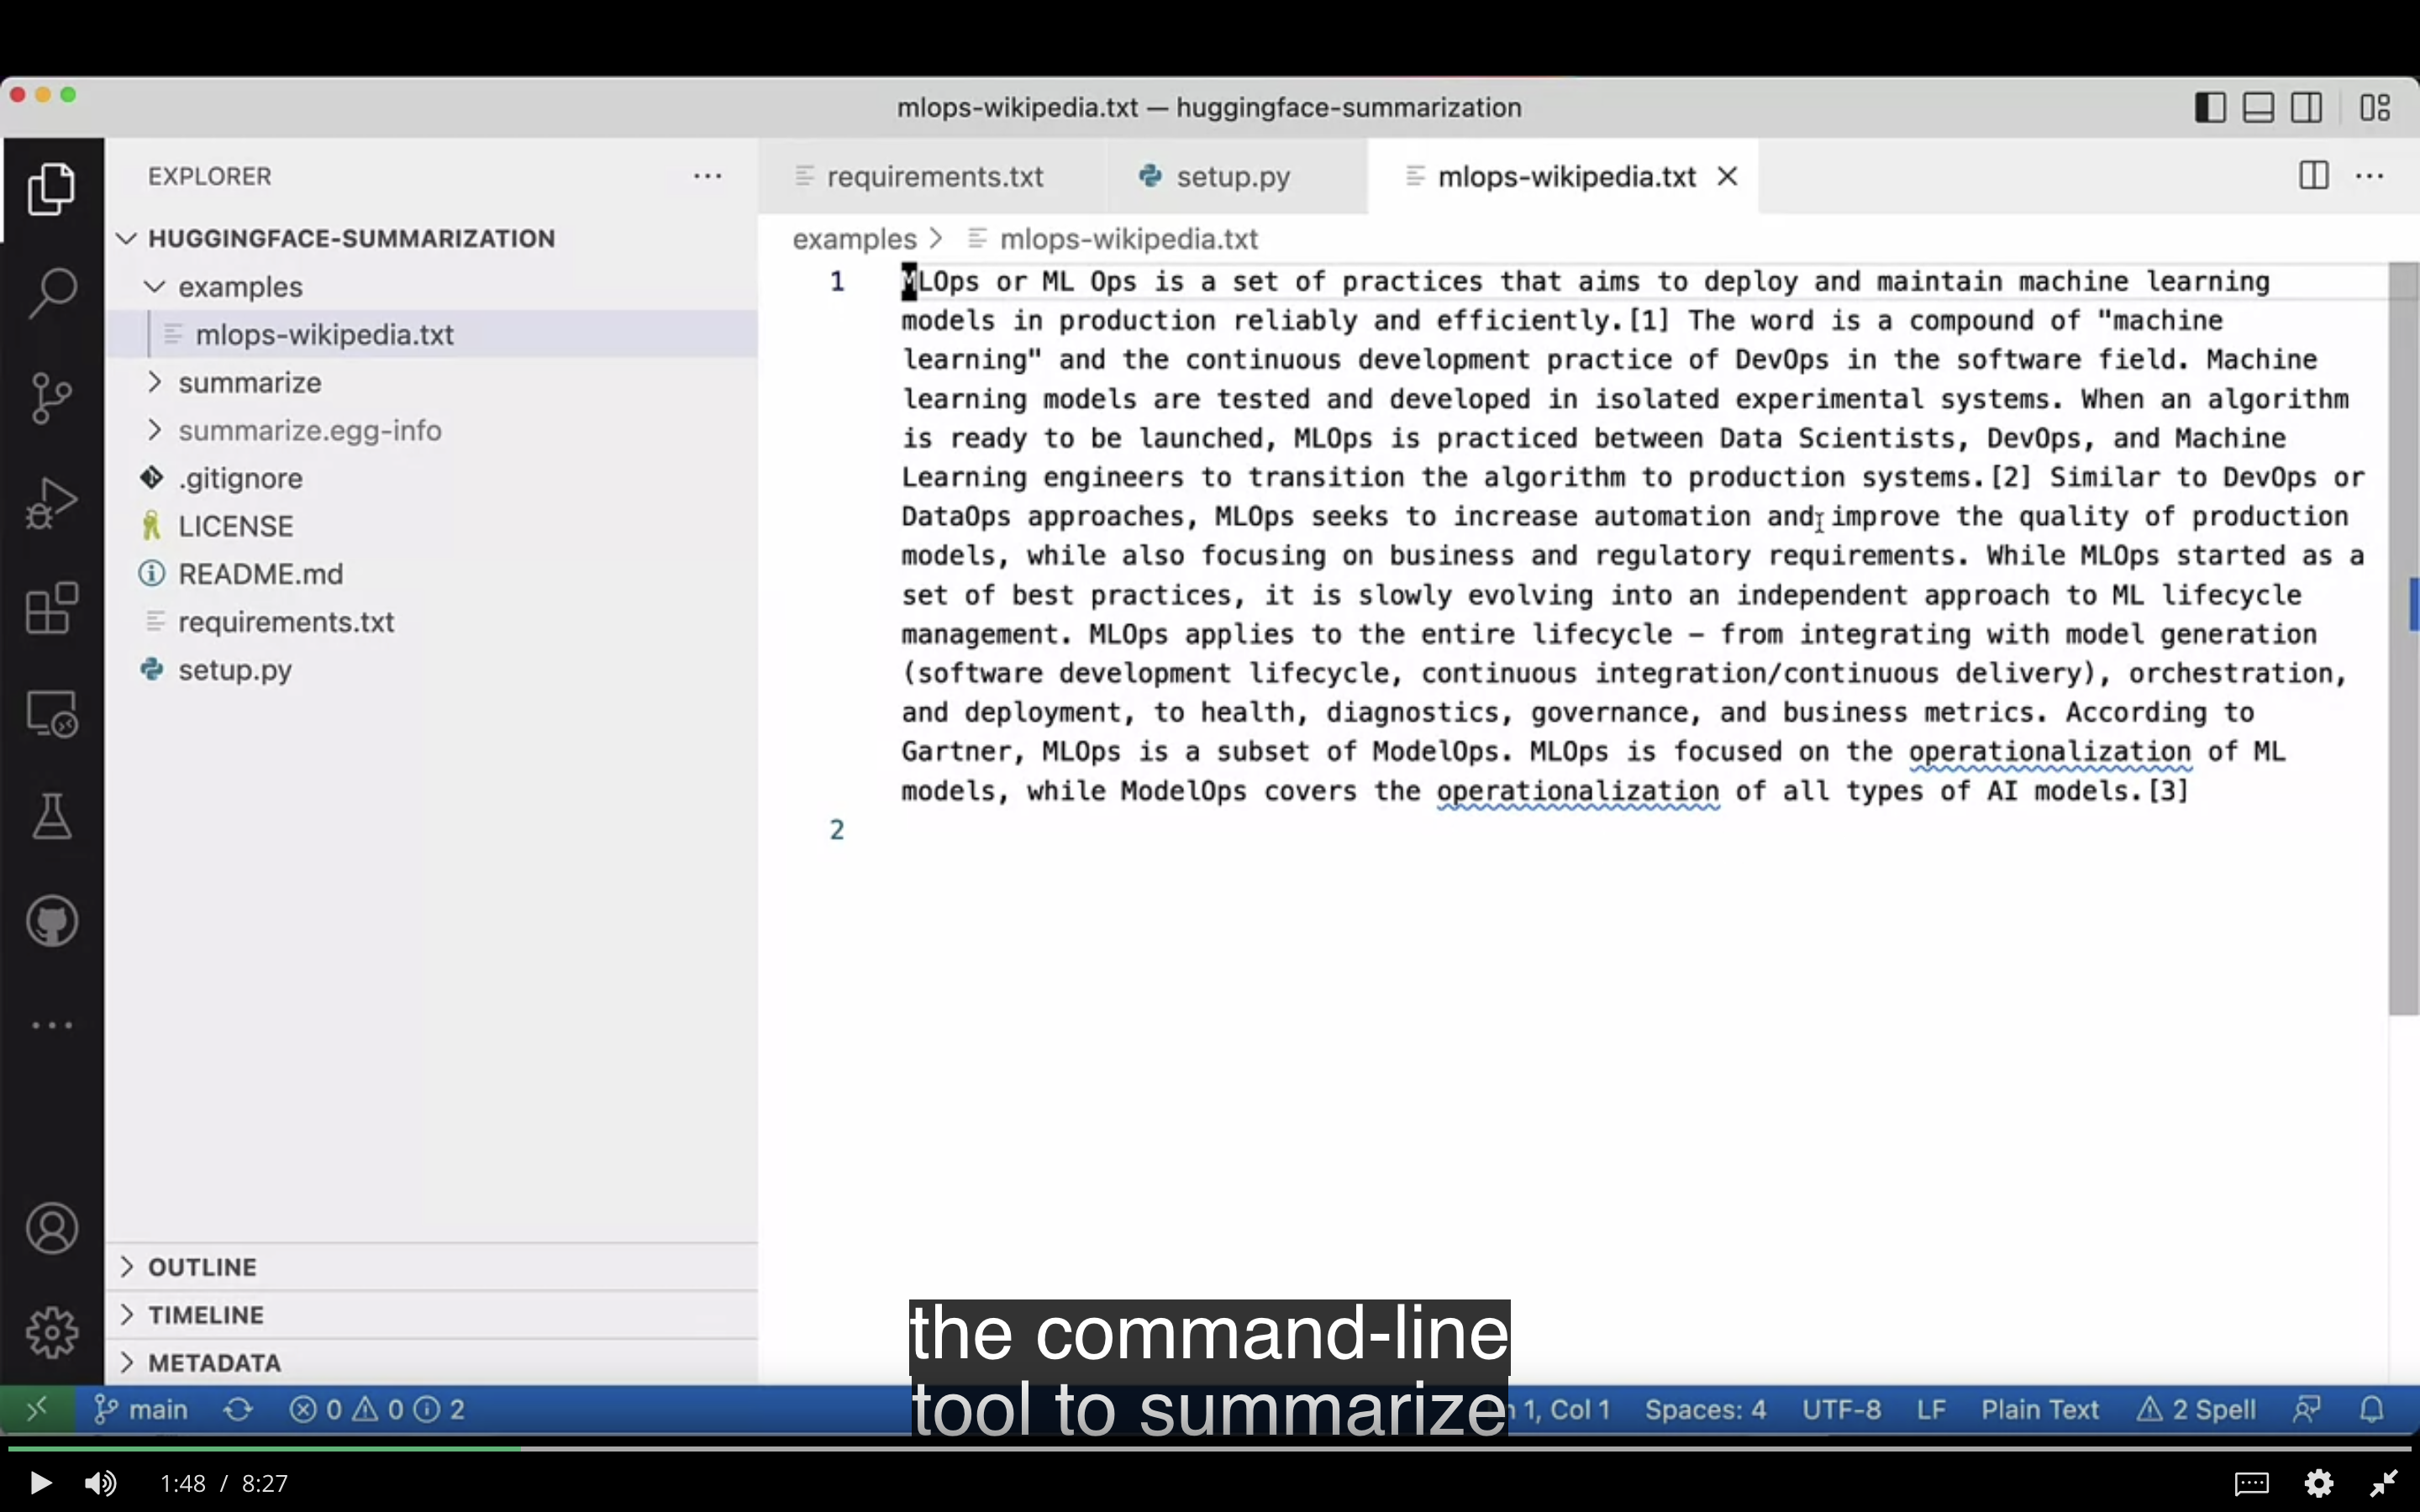 mlops-wikipedia.txt — huggingface-summarization
EXPLORER
requirements.txt
setup.py
mlops-wikipedia.txt
HUGGINGFACE-SUMMARIZATION
examples
mlops-wikipedia.txt
summarize
summarize.egg-info
.gitignore
LICENSE
README.md
requirements.txt
setup.py
OUTLINE
TIMELINE
METADATA
examples > mlops-wikipedia.txt
1
MLOps or ML Ops is a set of practices that aims to deploy and maintain machine learning
models in production reliably and efficiently.[1] The word is a compound of "machine
learning" and the continuous development practice of DevOps in the software field. Machine
learning models are tested and developed in isolated experimental systems. When an algorithm
is ready to be launched, MLOps is practiced between Data Scientists, DevOps, and Machine
Learning engineers to transition the algorithm to production systems.[2] Similar to DevOps or
DataOps approaches, MLOps seeks to increase automation and improve the quality of production
models, while also focusing on business and regulatory requirements. While MLOps started as a
set of best practices, it is slowly evolving into an independent approach to ML lifecycle
management. MLOps applies to the entire lifecycle – from integrating with model generation
(software development lifecycle, continuous integration/continuous delivery), orchestration,
and deployment, to health, diagnostics, governance, and business metrics. According to
Gartner, MLOps is a subset of ModelOps. MLOps is focused on the operationalization of ML
models, while ModelOps covers the operationalization of all types of AI models.[3]
2
the command-line
tool to summarize
main 0 0 2 1, Col 1 Spaces: 4 UTF-8 LF Plain Text 2 Spell
1:48 / 8:27